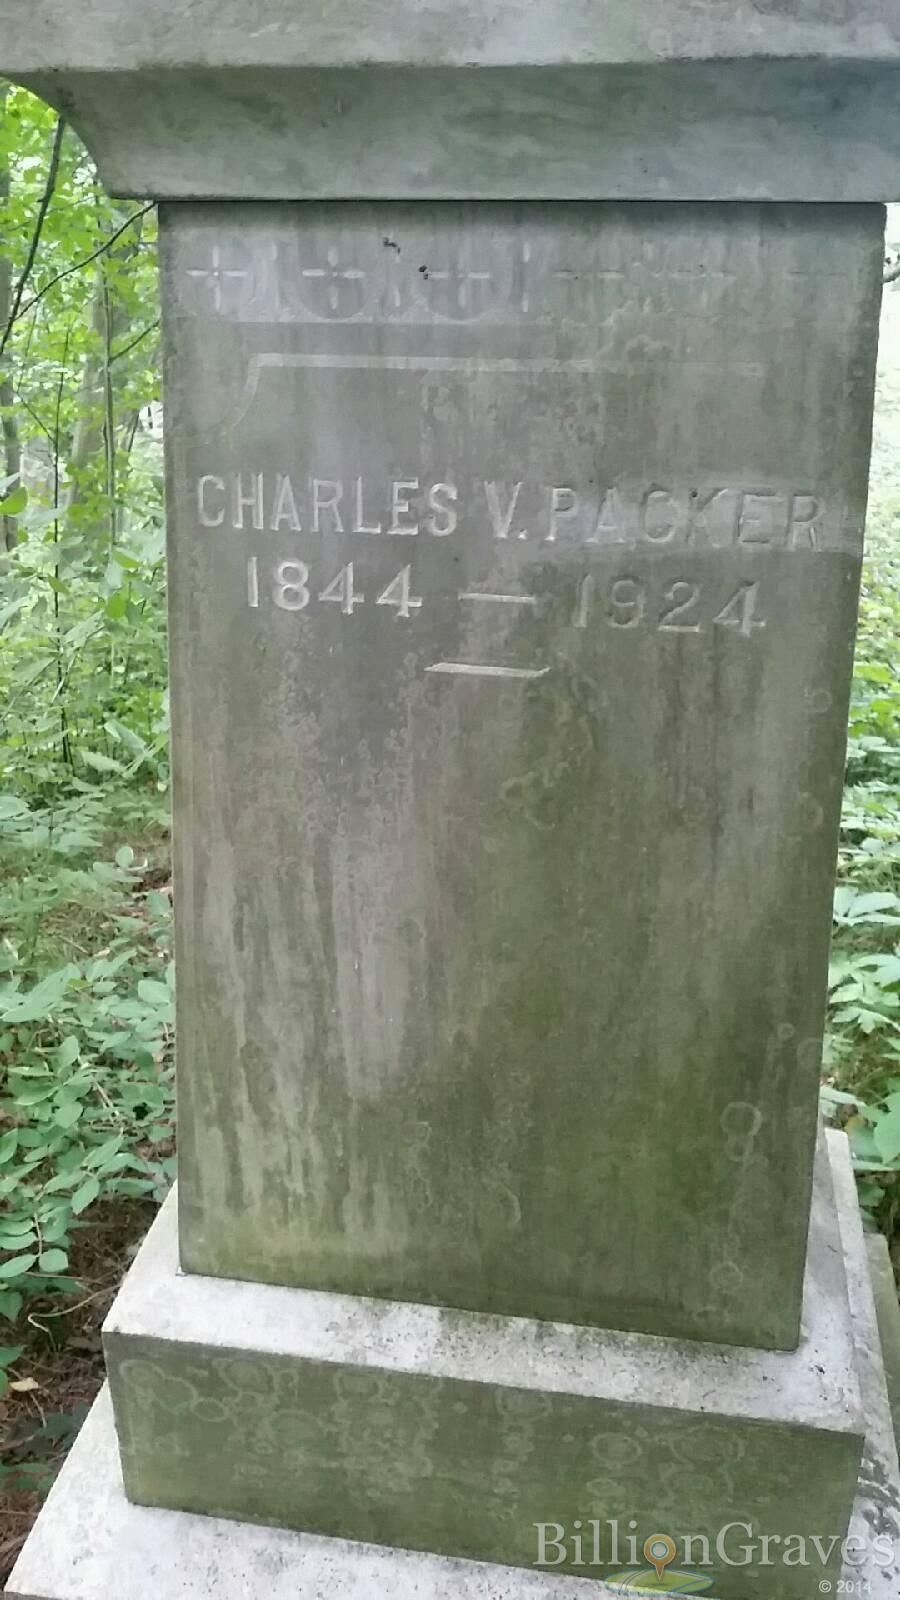 CHARLES V. PACKER
1844 — 1924
BillionGraves
© 2014